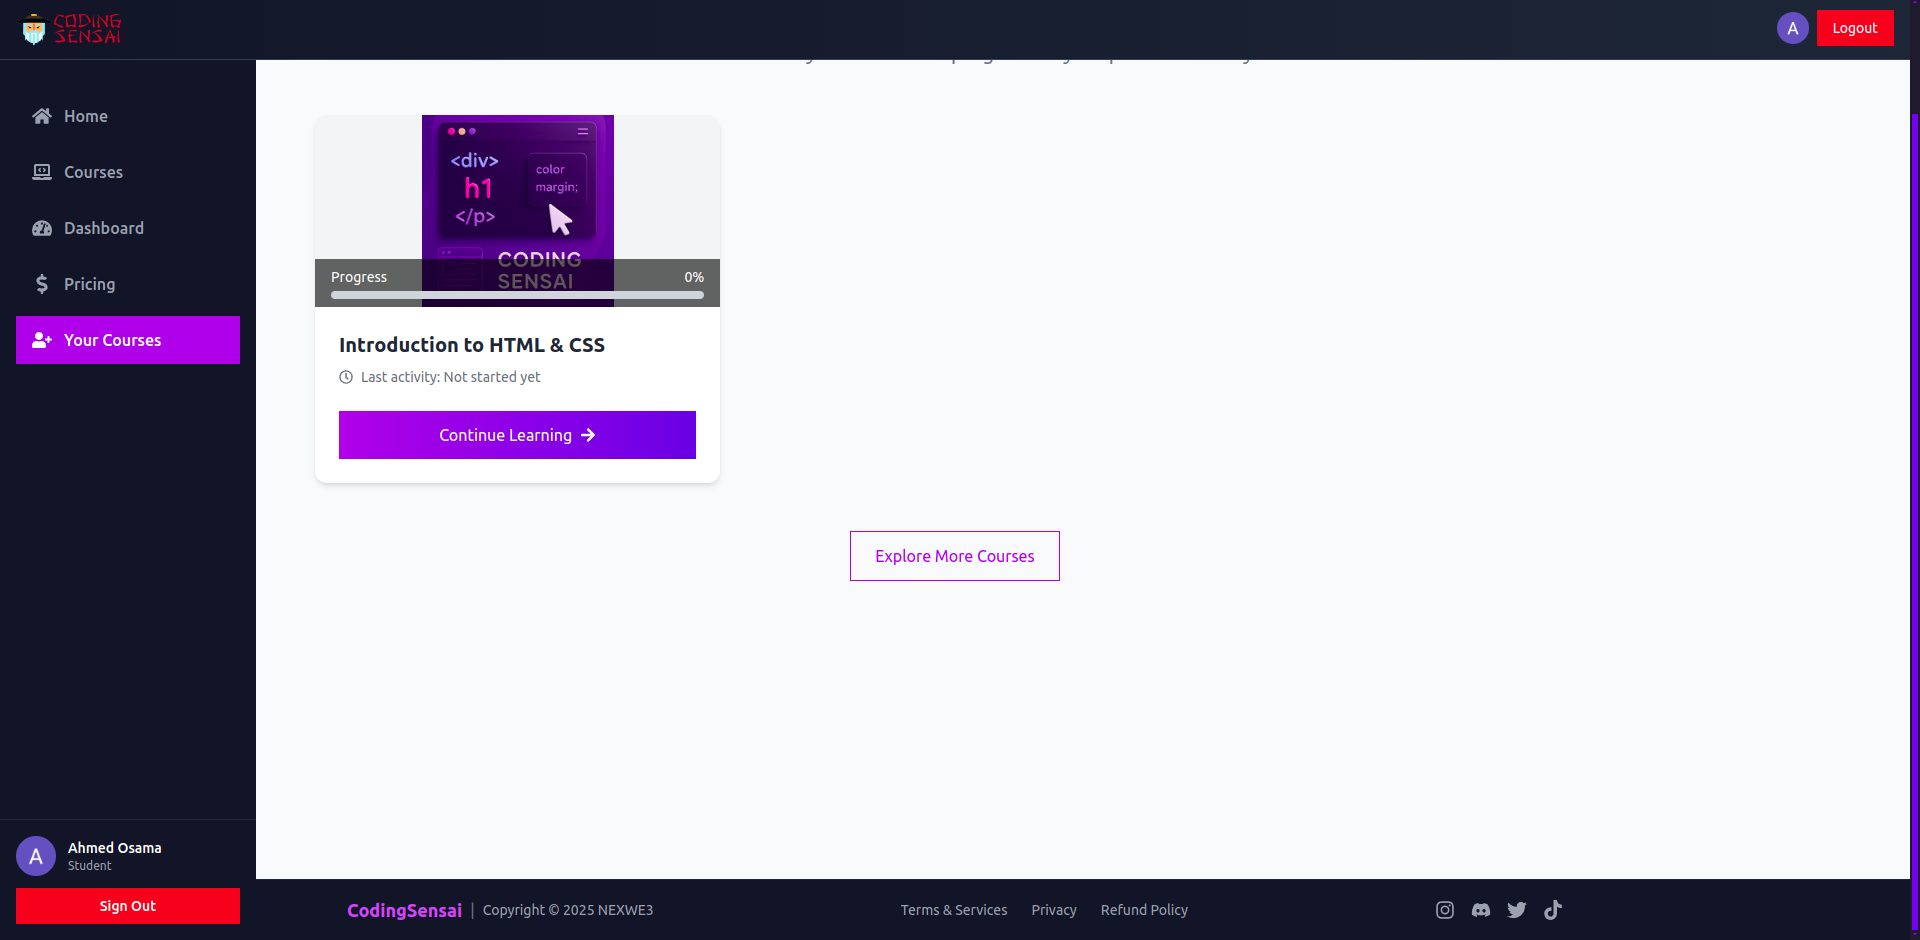 CODING
SENSAI
A
Logout
Home
Courses
Dashboard
Pricing
Your Courses
<div>
h1
</p>
color
margin;
CODING
SENSAI
Progress
0%
Introduction to HTML & CSS
Last activity: Not started yet
Continue Learning
Explore More Courses
A
Ahmed Osama
Student
Sign Out
CodingSensai | Copyright © 2025 NEXWE3
Terms & Services
Privacy
Refund Policy